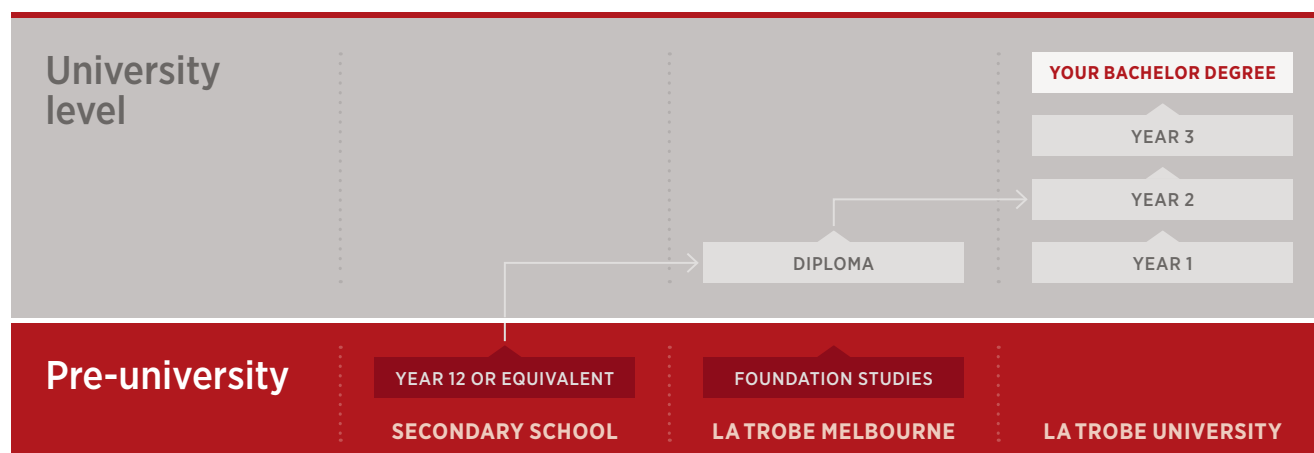 University
level
YOUR BACHELOR DEGREE
YEAR 3
YEAR 2
DIPLOMA
YEAR 1
Pre-university
YEAR 12 OR EQUIVALENT
FOUNDATION STUDIES
SECONDARY SCHOOL
LA TROBE MELBOURNE
LA TROBE UNIVERSITY